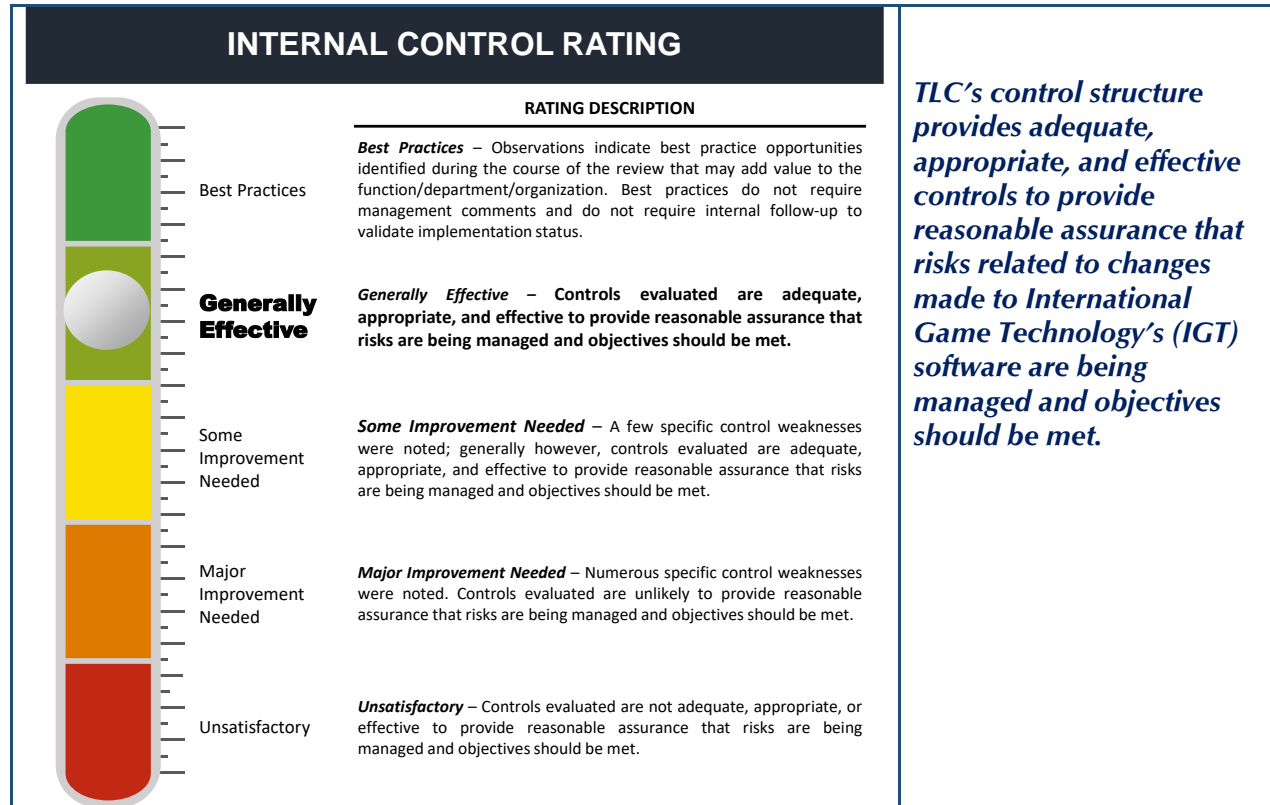 INTERNAL CONTROL RATING
RATING DESCRIPTION
Best Practices
Best Practices – Observations indicate best practice opportunities
identified during the course of the review that may add value to the
function/department/organization. Best practices do not require
management comments and do not require internal follow-up to
validate implementation status.
Generally
Effective
Generally Effective – Controls evaluated are adequate,
appropriate, and effective to provide reasonable assurance that
risks are being managed and objectives should be met.
Some
Improvement
Needed
Some Improvement Needed – A few specific control weaknesses
were noted; generally however, controls evaluated are adequate,
appropriate, and effective to provide reasonable assurance that risks
are being managed and objectives should be met.
Major
Improvement
Needed
Major Improvement Needed – Numerous specific control weaknesses
were noted. Controls evaluated are unlikely to provide reasonable
assurance that risks are being managed and objectives should be met.
Unsatisfactory
Unsatisfactory – Controls evaluated are not adequate, appropriate, or
effective to provide reasonable assurance that risks are being
managed and objectives should be met.
TLC’s control structure
provides adequate,
appropriate, and effective
controls to provide
reasonable assurance that
risks related to changes
made to International
Game Technology’s (IGT)
software are being
managed and objectives
should be met.